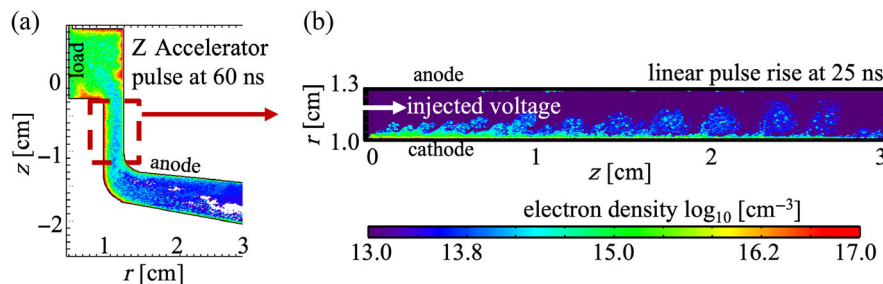 (a)
load
Z Accelerator
pulse at 60 ns
0
-1
-2
z [cm]
anode
1 2 3
r [cm]
(b)
anode
linear pulse rise at 25 ns
1.3
injected voltage
1.0
r [cm]
cathode
0 1 2 3
z [cm]
electron density log₁₀ [cm⁻³]
13.0 13.8 15.0 16.2 17.0